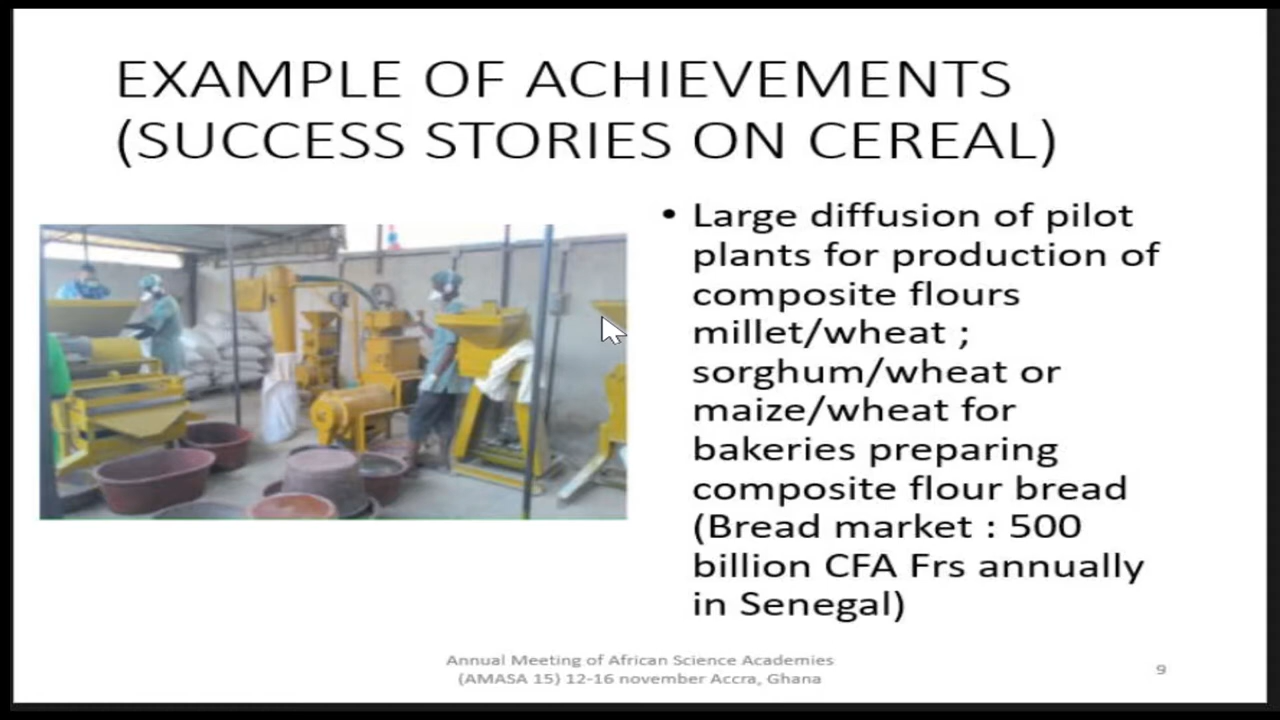 EXAMPLE OF ACHIEVEMENTS
(SUCCESS STORIES ON CEREAL)
• Large diffusion of pilot
plants for production of
composite flours
millet/wheat ;
sorghum/wheat or
maize/wheat for
bakeries preparing
composite flour bread
(Bread market : 500
billion CFA Frs annually
in Senegal)
Annual Meeting of African Science Academies
(AMASA 15) 12-16 november Accra, Ghana
9